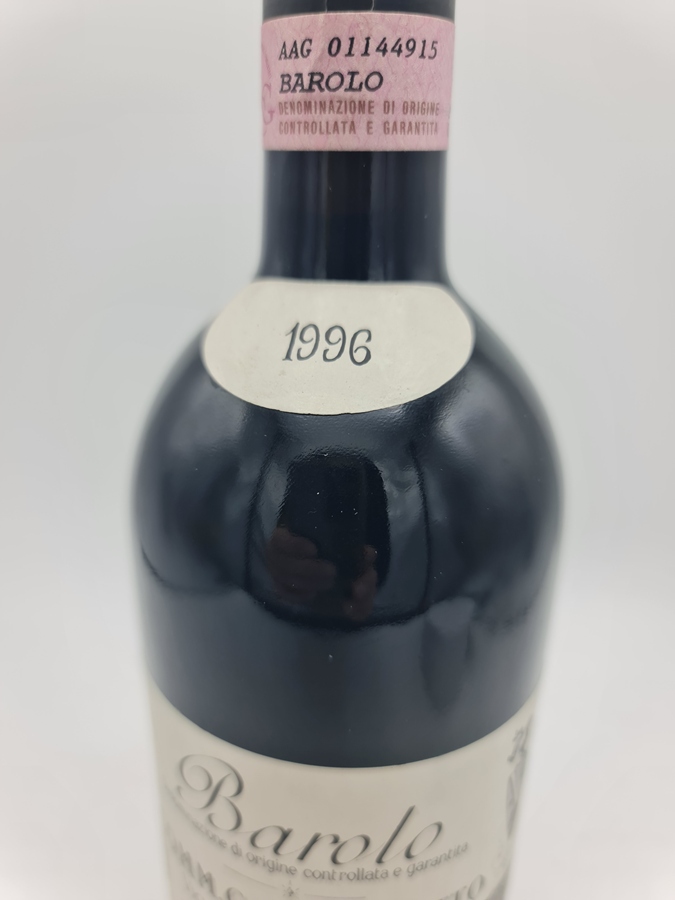 AAG 01144915
BAROLO
DENOMINAZIONE DI ORIGINE
CONTROLLATA E GARANTITA
1996
Barolo
di origine controllata e garantita